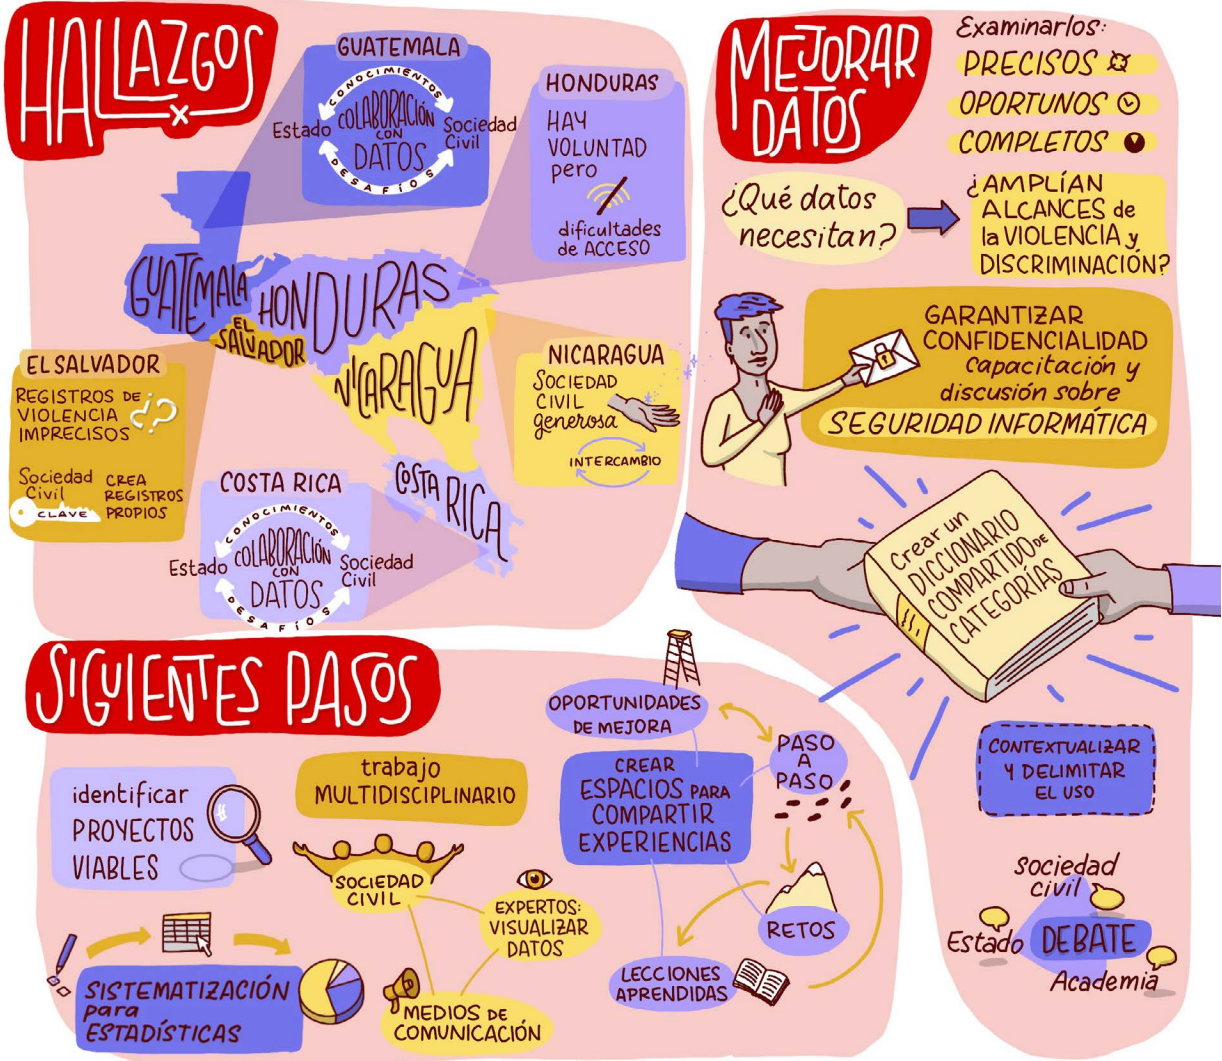 HALLAZGOS
GUATEMALA
CONOCIMIENTOS
Estado
COLABORACIÓN
CON
DATOS
Sociedad
Civil
DESAFÍOS
HONDURAS
HAY
VOLUNTAD
pero
dificultades
de ACCESO
GUATEMALA
HONDURAS
EL
SALVADOR
NICARAGUA
COSTA RICA
EL SALVADOR
REGISTROS DE
VIOLENCIA
IMPRECISOS
¿?
Sociedad
Civil
CLAVE
CREA
REGISTROS
PROPIOS
NICARAGUA
SOCIEDAD
CIVIL
generosa
INTERCAMBIO
COSTA RICA
CONOCIMIENTOS
Estado
COLABORACIÓN
CON
DATOS
Sociedad
Civil
DESAFÍOS
MEJORAR
DATOS
Examinarlos:
PRECISOS
OPORTUNOS
COMPLETOS
¿Qué datos
necesitan?
¿AMPLÍAN
ALCANCES de
la VIOLENCIA y
DISCRIMINACIÓN?
GARANTIZAR
CONFIDENCIALIDAD
capacitación y
discusión sobre
SEGURIDAD INFORMÁTICA
Crear un
DICCIONARIO
COMPARTIDO DE
CATEGORÍAS
CONTEXTUALIZAR
Y DELIMITAR
EL USO
Sociedad
civil
Estado
DEBATE
Academia
SIGUIENTES PASOS
identificar
PROYECTOS
VIABLES
trabajo
MULTIDISCIPLINARIO
SOCIEDAD
CIVIL
EXPERTOS:
VISUALIZAR
DATOS
MEDIOS DE
COMUNICACIÓN
SISTEMATIZACIÓN
para
ESTADÍSTICAS
OPORTUNIDADES
DE MEJORA
CREAR
ESPACIOS PARA
COMPARTIR
EXPERIENCIAS
PASO
A
PASO
RETOS
LECCIONES
APRENDIDAS